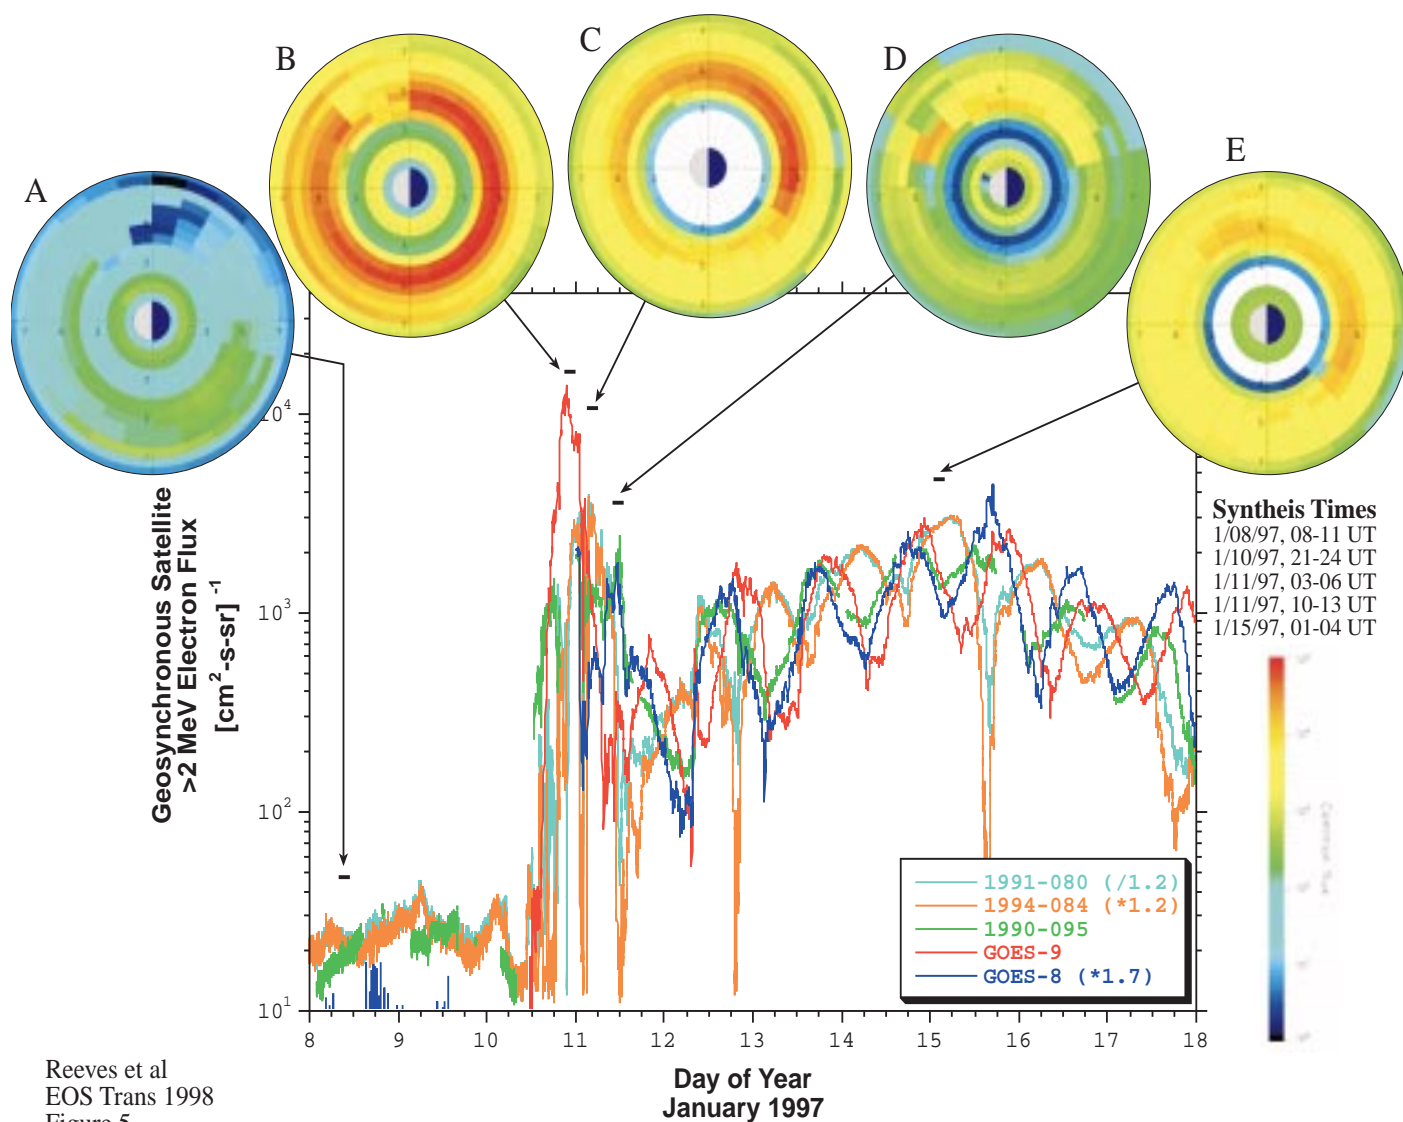 A
B
C
D
E
10^4
10^3
10^2
10^1
Geosynchronous Satellite
>2 MeV Electron Flux
[cm^2-s-sr]^-1
8 9 10 11 12 13 14 15 16 17 18
Day of Year
January 1997
1991-080 (/1.2)
1994-084 (*1.2)
1990-095
GOES-9
GOES-8 (*1.7)
Syntheis Times
1/08/97, 08-11 UT
1/10/97, 21-24 UT
1/11/97, 03-06 UT
1/11/97, 10-13 UT
1/15/97, 01-04 UT
Reeves et al
EOS Trans 1998
Figure 5